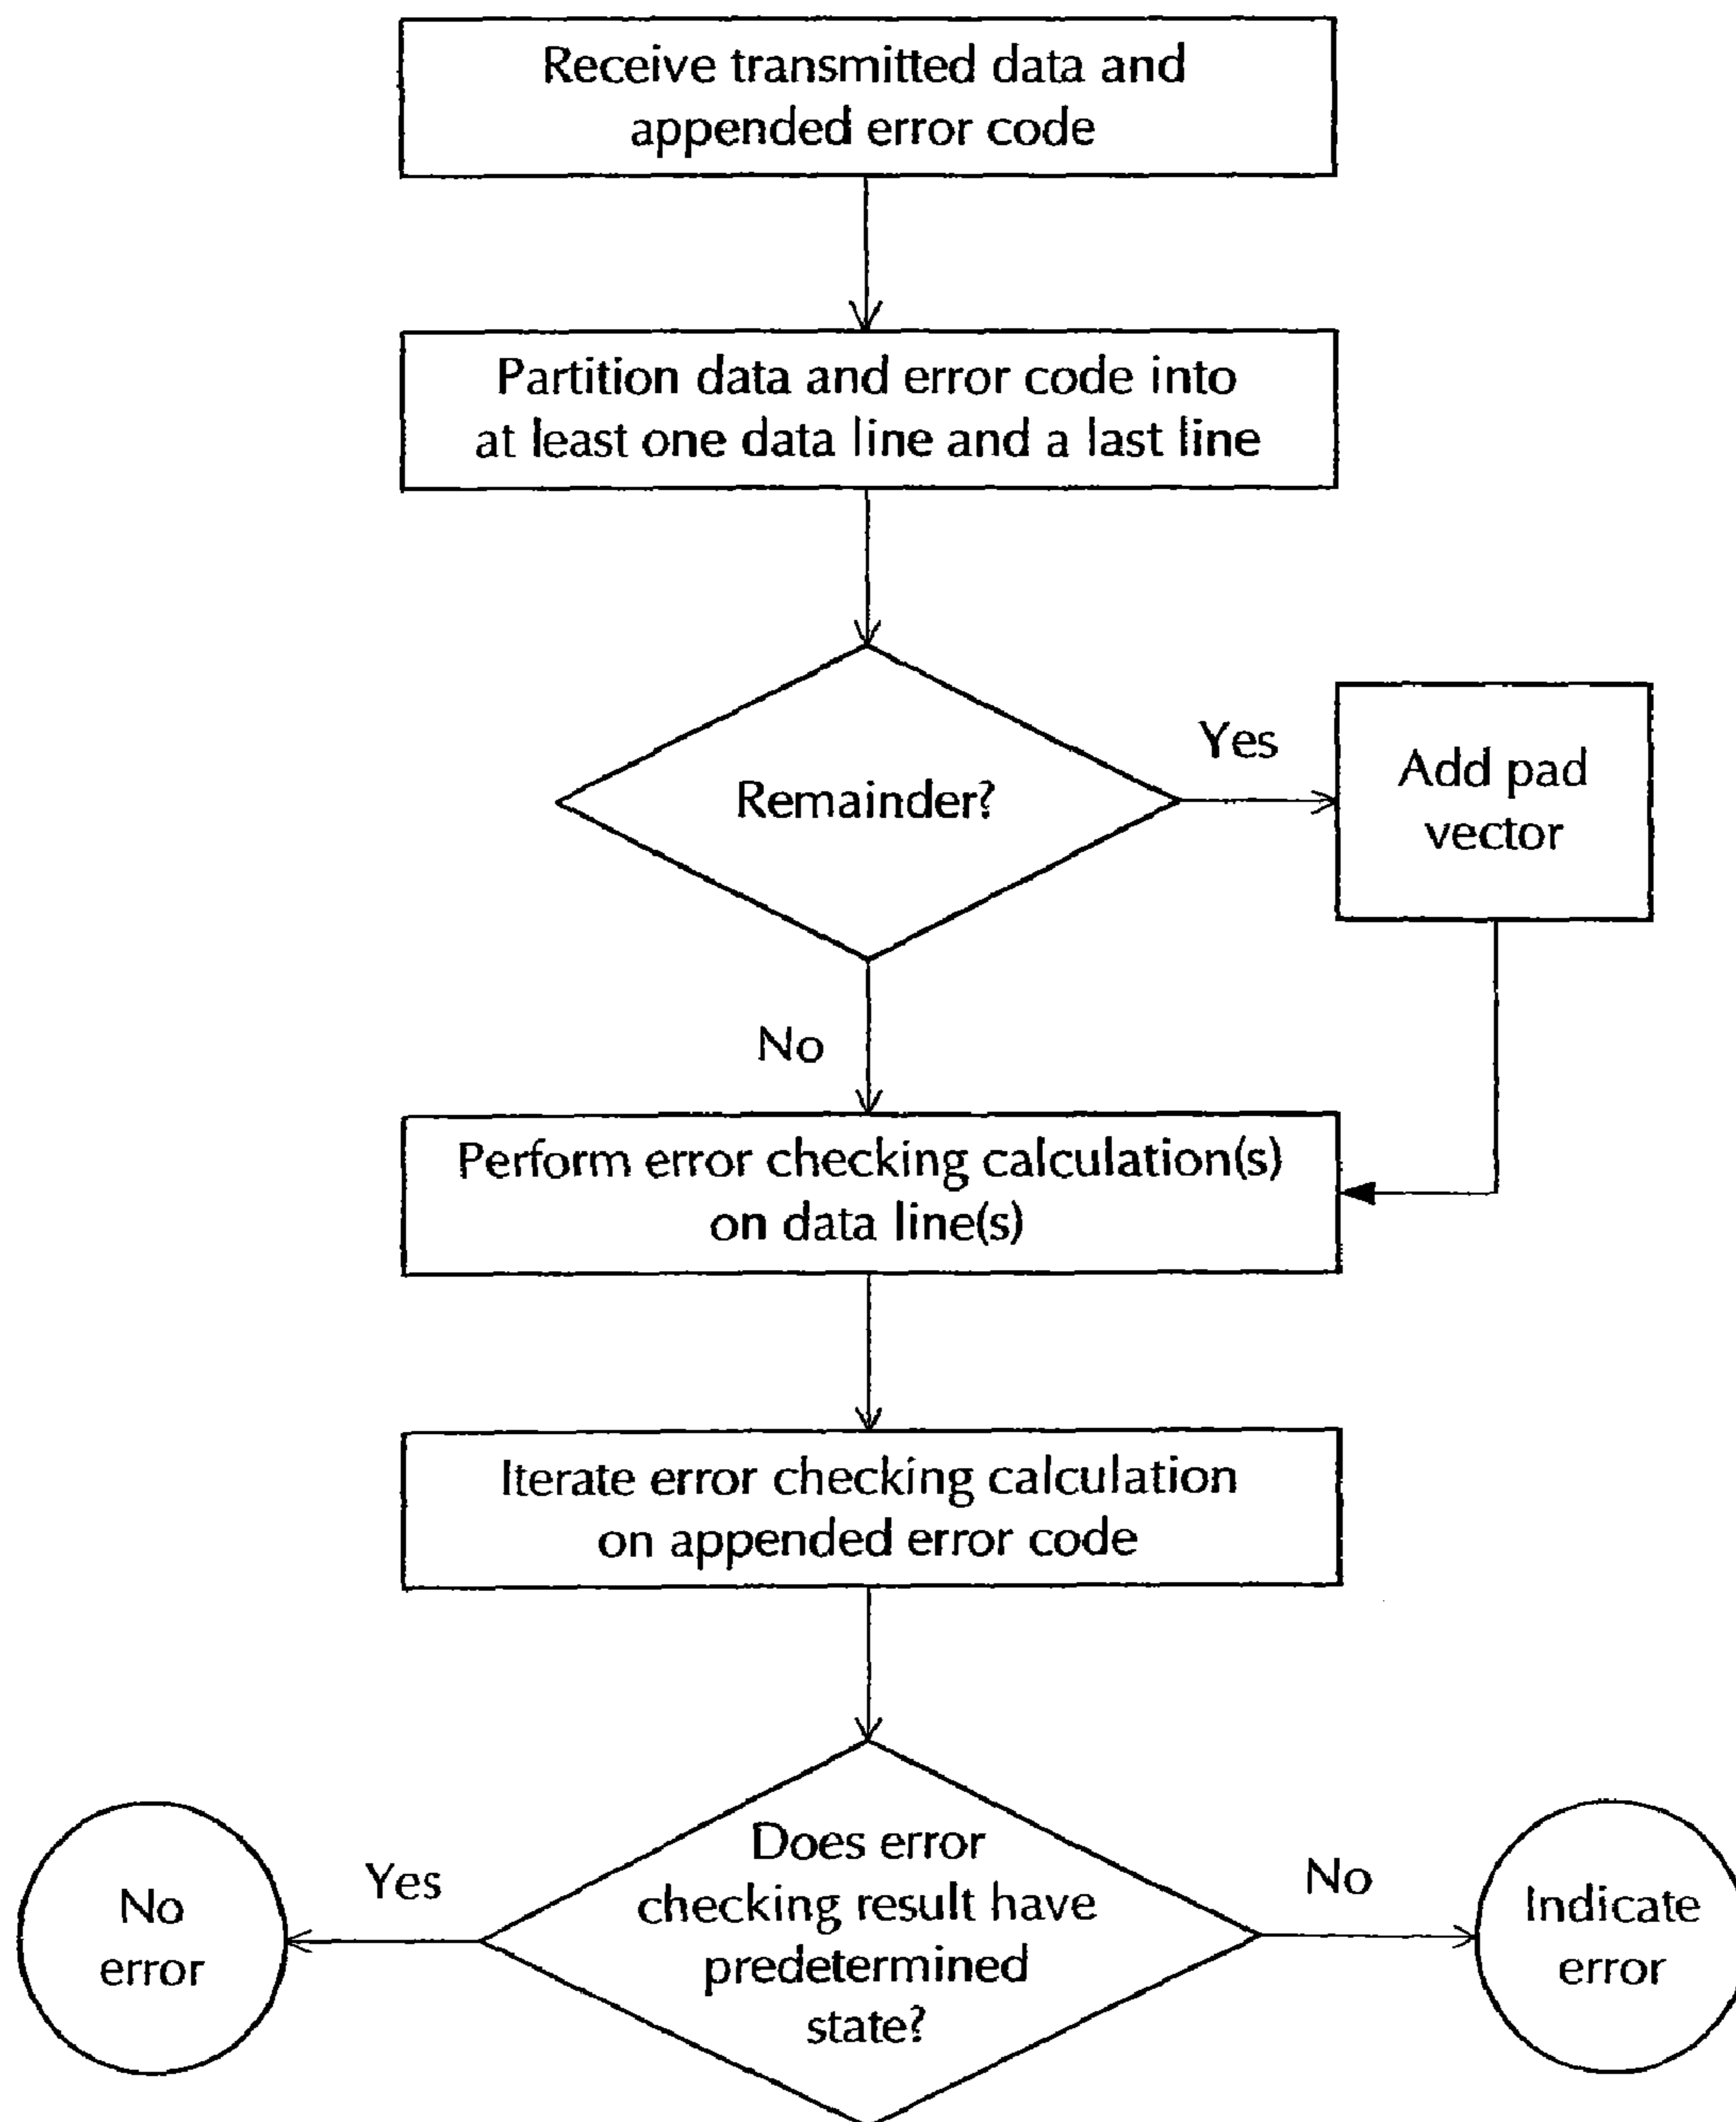 Receive transmitted data and
appended error code
Partition data and error code into
at least one data line and a last line
Remainder?
Yes
Add pad
vector
No
Perform error checking calculation(s)
on data line(s)
Iterate error checking calculation
on appended error code
Does error
checking result have
predetermined
state?
Yes
No
error
No
Indicate
error